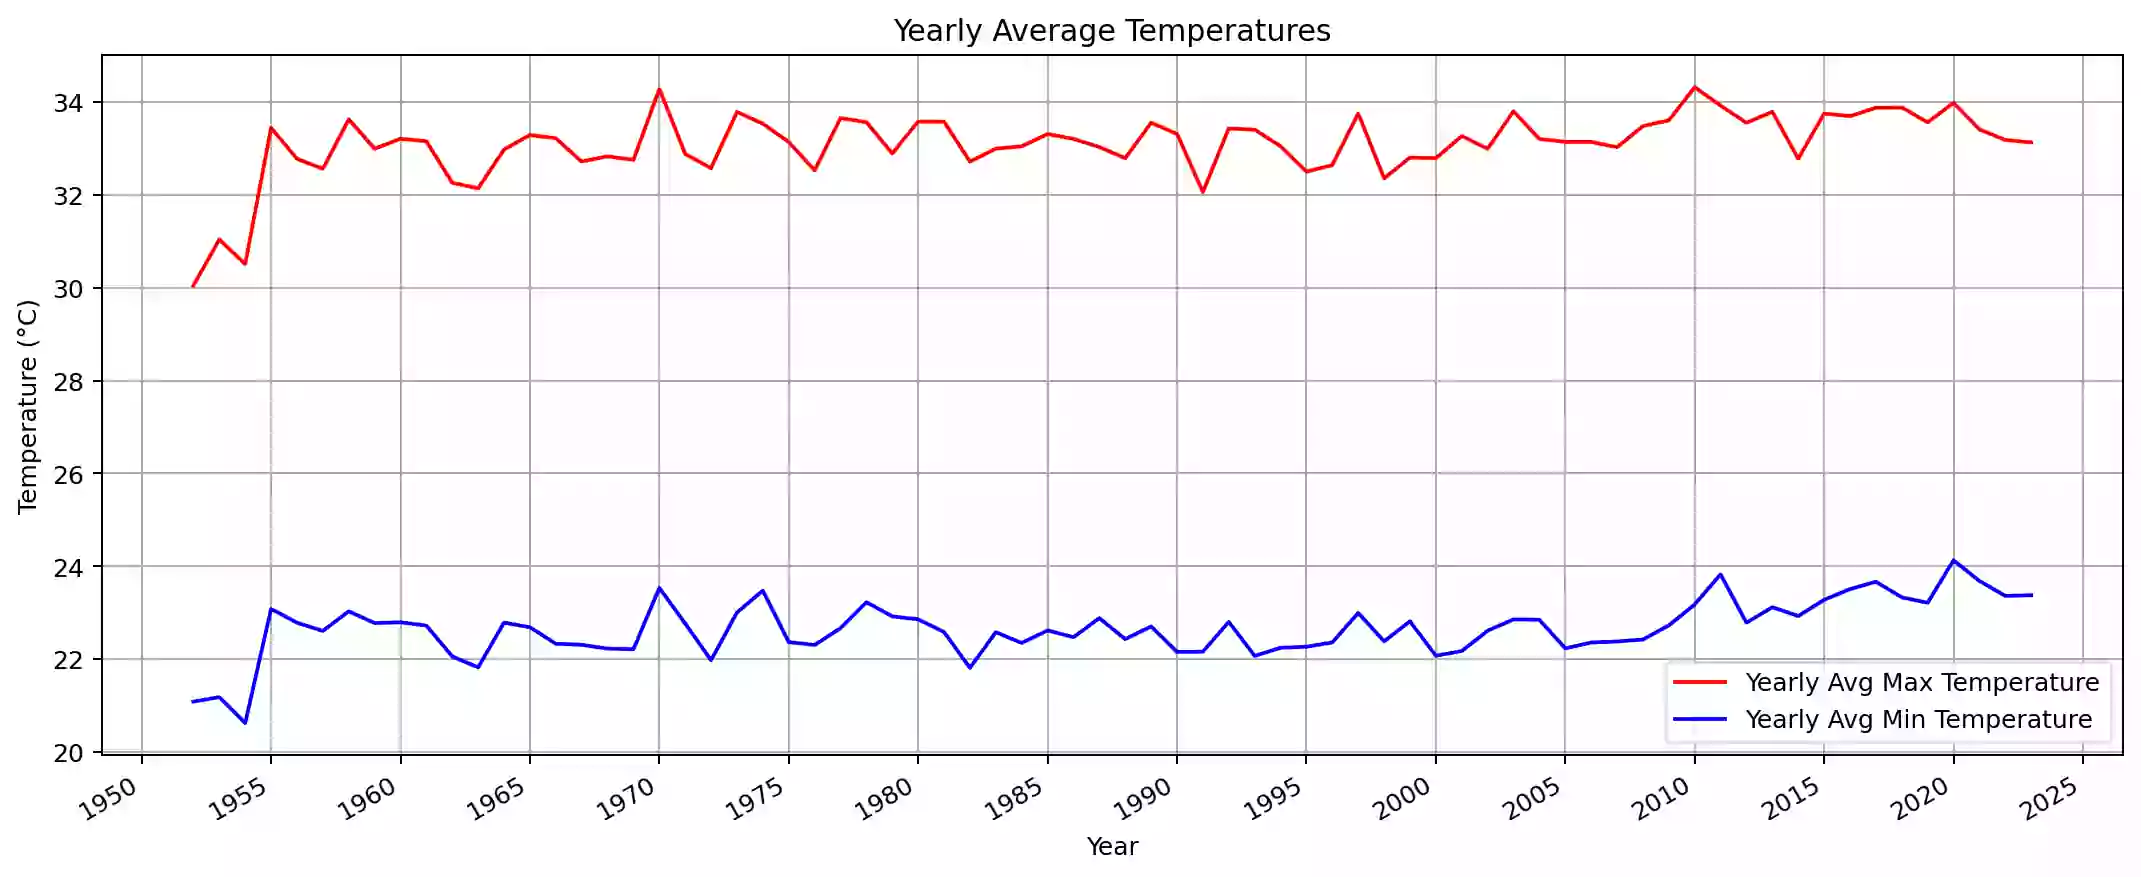 Yearly Average Temperatures
34
32
30
28
26
24
22
20
Temperature (°C)
Yearly Avg Max Temperature
Yearly Avg Min Temperature
1950 1955 1960 1965 1970 1975 1980 1985 1990 1995 2000 2005 2010 2015 2020 2025
Year